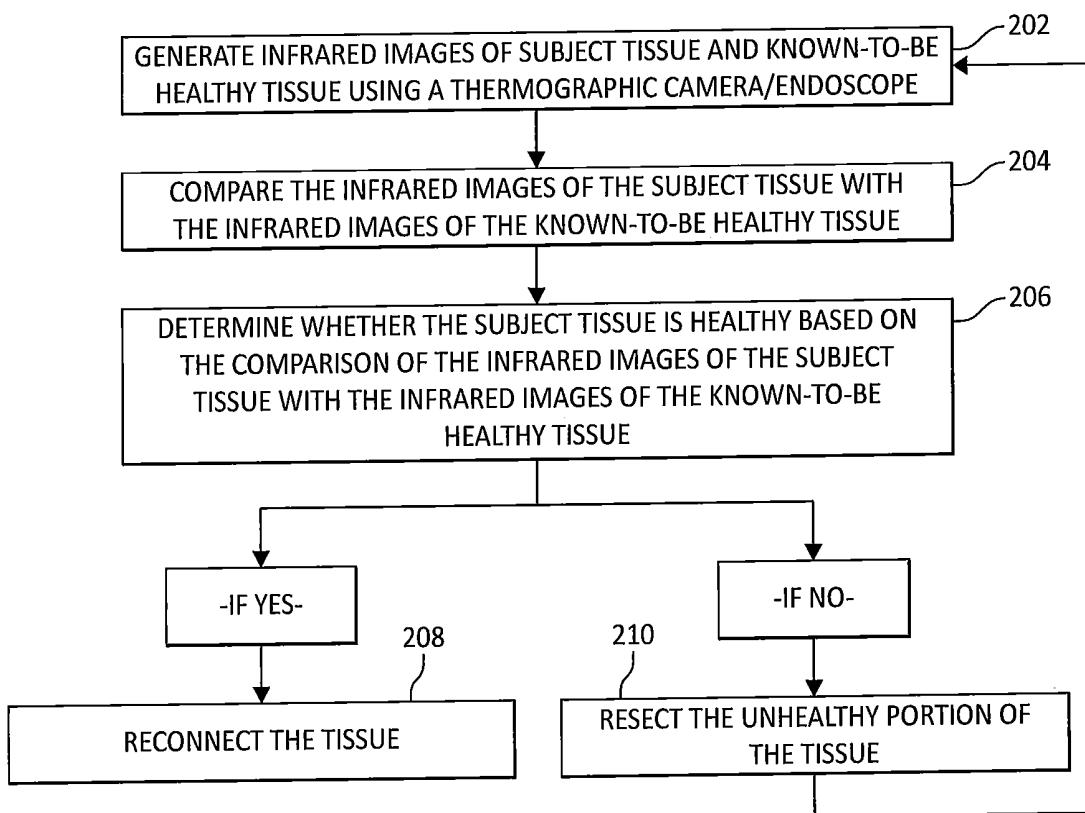 202
GENERATE INFRARED IMAGES OF SUBJECT TISSUE AND KNOWN-TO-BE
HEALTHY TISSUE USING A THERMOGRAPHIC CAMERA/ENDOSCOPE
204
COMPARE THE INFRARED IMAGES OF THE SUBJECT TISSUE WITH
THE INFRARED IMAGES OF THE KNOWN-TO-BE HEALTHY TISSUE
206
DETERMINE WHETHER THE SUBJECT TISSUE IS HEALTHY BASED ON
THE COMPARISON OF THE INFRARED IMAGES OF THE SUBJECT
TISSUE WITH THE INFRARED IMAGES OF THE KNOWN-TO-BE
HEALTHY TISSUE
-IF YES-
-IF NO-
208
RECONNECT THE TISSUE
210
RESECT THE UNHEALTHY PORTION OF
THE TISSUE